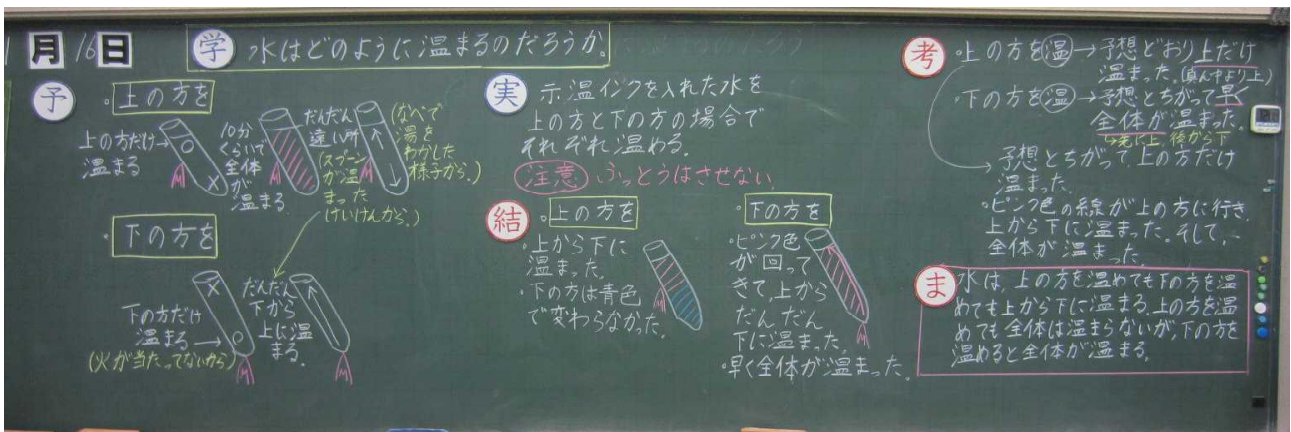 月16日
学 水はどのように温まるのだろうか。
予
・上の方を
上の方だけ→
温まる
10分
くらいで
全体
が
温まる
だんだん
遠い所
(スプーン
が温
まった
けいけんから。)
(なべで
湯を
わかした
様子から。)
・下の方を
下の方だけ
温まる→
(火が当たってないから)
だんだん
下から
上に温
まる。
実 示温インクを入れた水を
上の方と下の方の場合で
それぞれ温める。
注意 ふっとうはさせない
結
・上の方を
・上から下に
温まった。
・下の方は青色
で変わらなかった。
・下の方を
・ピンク色
が回って
きて、上から
だんだん
下に温まった。
・早く全体が温まった。
考 ・上の方を温→予想どおり上だけ
温まった。(真ん中より上)
・下の方を温→予想とちがって早く
全体が温まった。
↳先に上、後から下
→予想とちがって上の方だけ
温まった。
・ピンク色の線が上の方に行き、
上から下に温まった。そして、
全体が温まった。
ま 水は、上の方を温めても下の方を温
めても上から下に温まる。上の方を温
めても全体は温まらないが、下の方を
温めると全体が温まる。